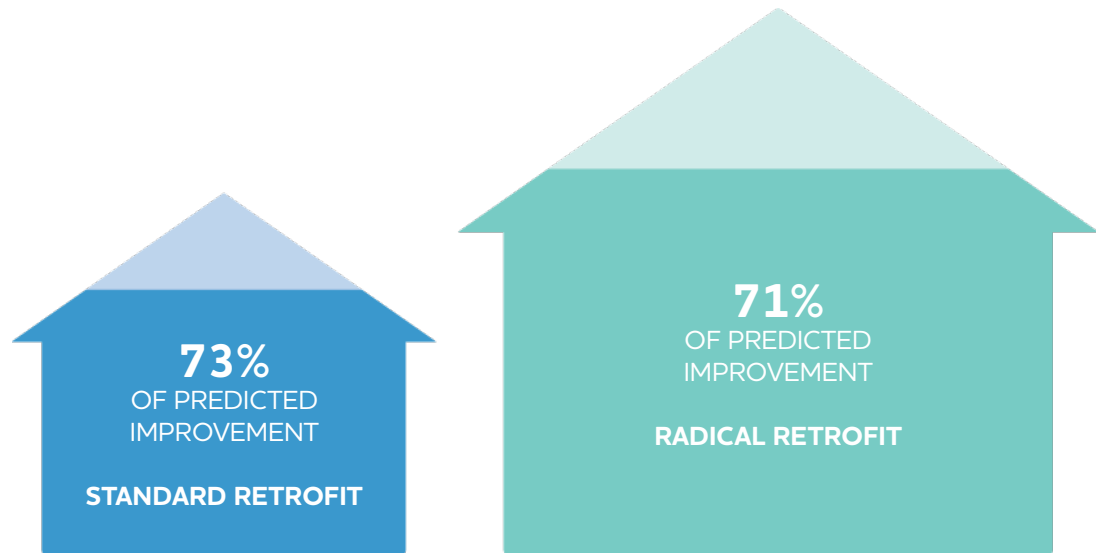 73%
OF PREDICTED
IMPROVEMENT
STANDARD RETROFIT
71%
OF PREDICTED
IMPROVEMENT
RADICAL RETROFIT